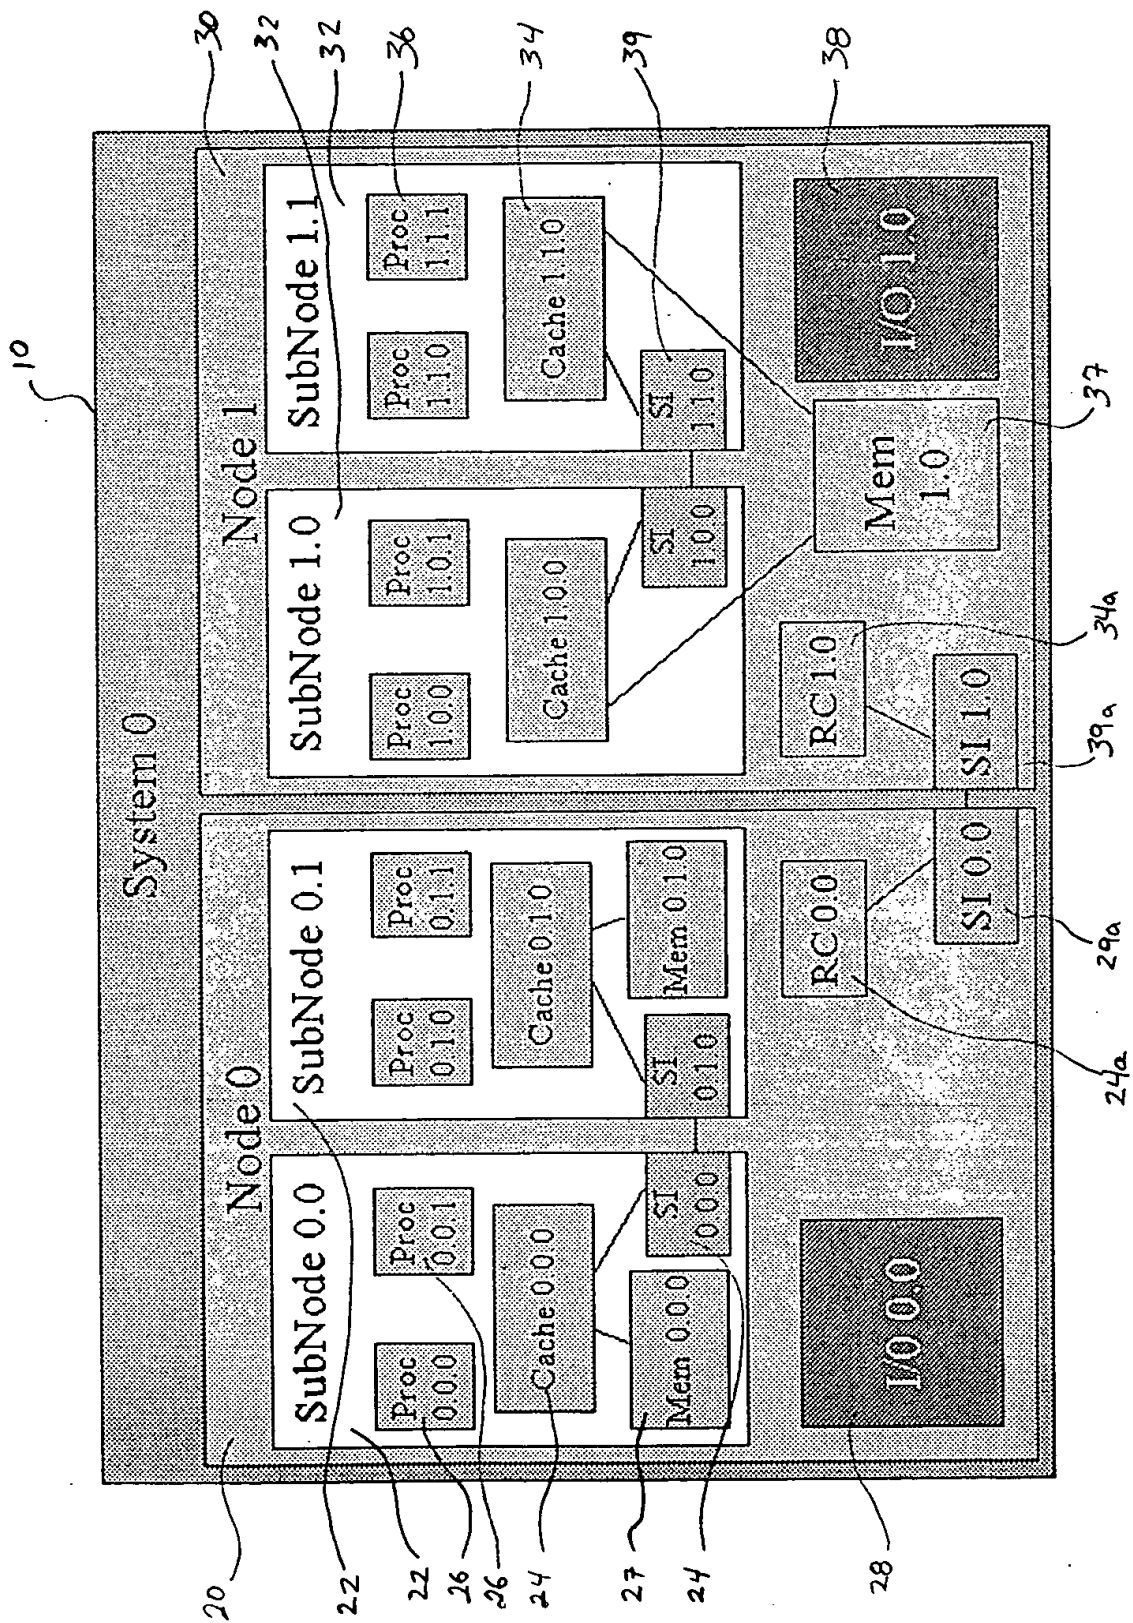 10
System 0
20
Node 0
22
SubNode 0.0
22
Proc
0.0.0
26
Proc
0.0.1
26
Cache 0 0 0
24
Mem 0.0.0
27
SI
0 0 0
24
SubNode 0.1
Proc
0.1.0
Proc
0.1.1
Cache 0.1.0
SI
0 1 0
Mem 0.1 0
I/0 0.0
28
RC 0.0
24a
SI 0.0
29a
Node 1
30
SubNode 1.0
32
Proc
1.0.0
Proc
1.0.1
Cache 1.0.0
SI
1.0 0
SubNode 1.1
32
Proc
1.1.0
Proc
1 1 1
36
Cache 1 1.0
34
SI
1.1.0
39
RC 1.0
34a
SI 1.0
39a
Mem
1.0
37
I/O 1.0
38